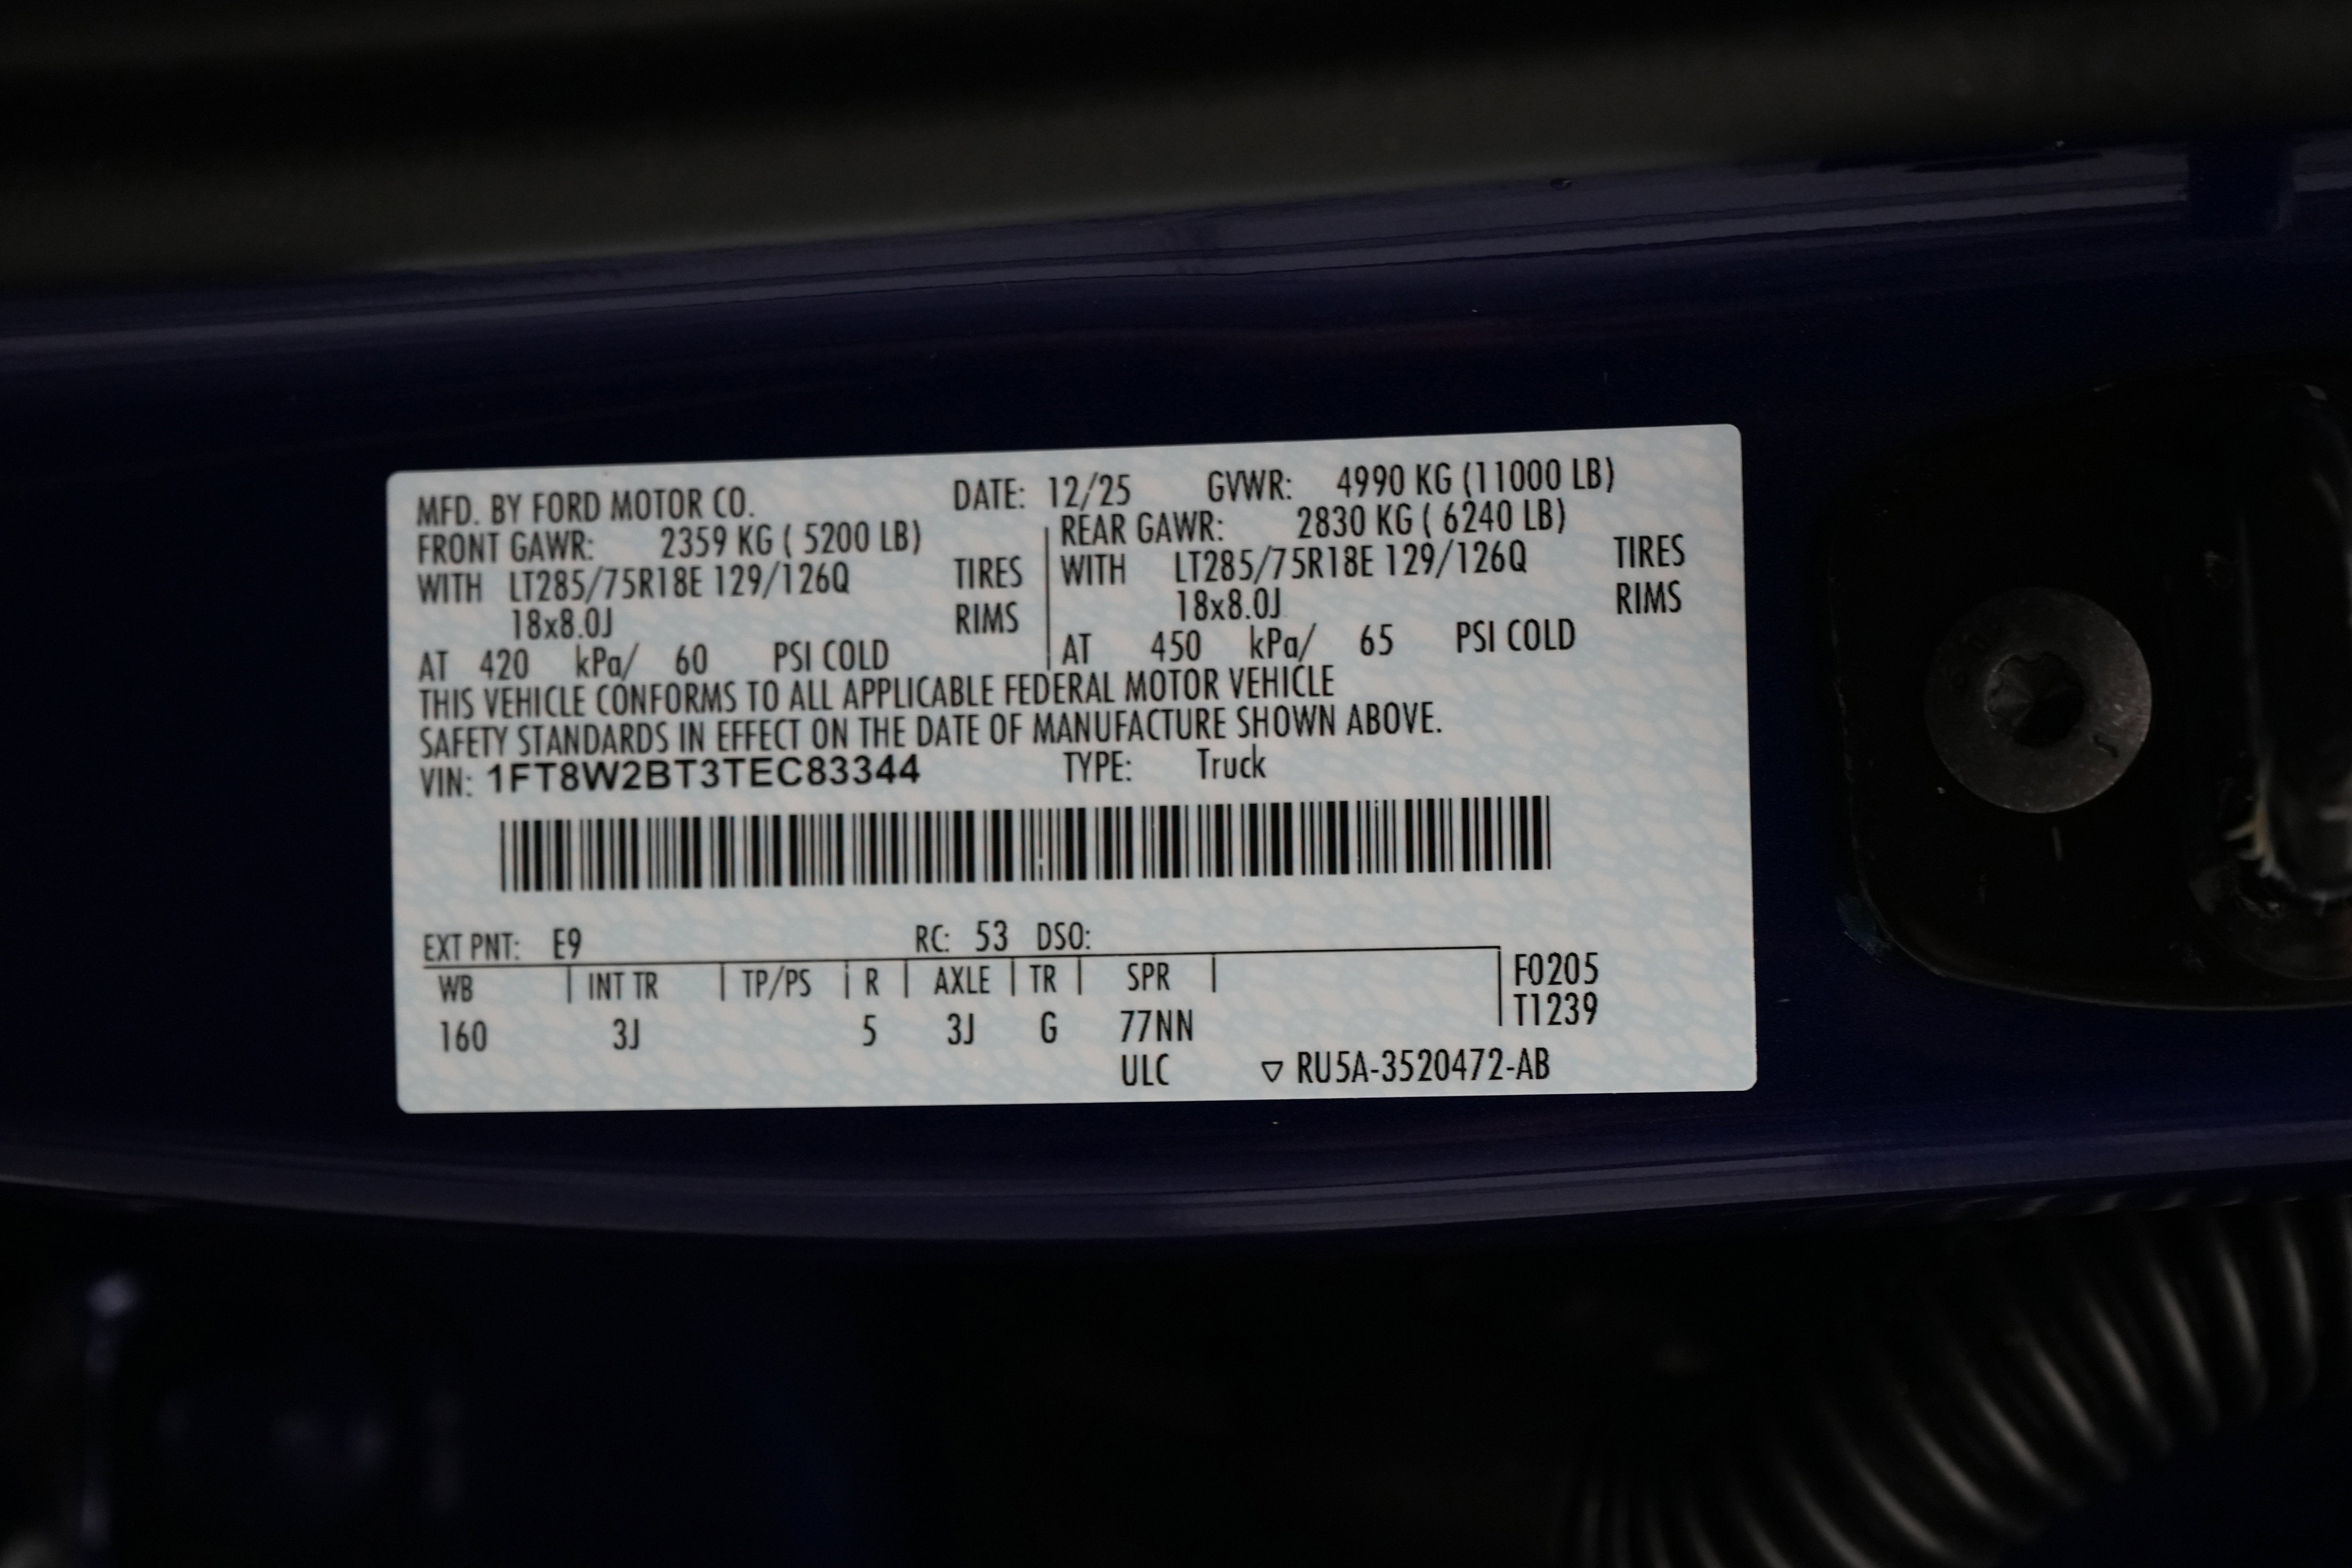 MFD. BY FORD MOTOR CO. DATE: 12/25 GVWR: 4990 KG (11000 LB)
FRONT GAWR: 2359 KG ( 5200 LB) REAR GAWR: 2830 KG ( 6240 LB)
WITH LT285/75R18E 129/126Q TIRES WITH LT285/75R18E 129/126Q TIRES
18x8.0J RIMS 18x8.0J RIMS
AT 420 kPa/ 60 PSI COLD AT 450 kPa/ 65 PSI COLD
THIS VEHICLE CONFORMS TO ALL APPLICABLE FEDERAL MOTOR VEHICLE
SAFETY STANDARDS IN EFFECT ON THE DATE OF MANUFACTURE SHOWN ABOVE.
VIN: 1FT8W2BT3TEC83344 TYPE: Truck
EXT PNT: E9 RC: 53 DSO:
WB INT TR TP/PS R AXLE TR SPR F0205
T1239
160 3J 5 3J G 77NN
ULC ▽ RU5A-3520472-AB